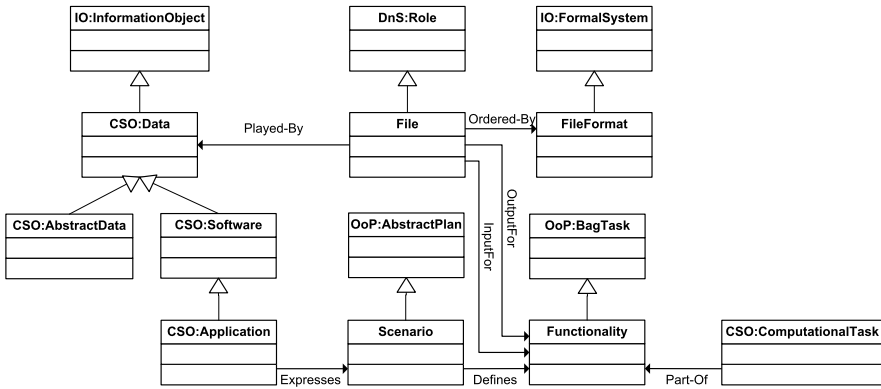 IO:InformationObject
DnS:Role
IO:FormalSystem
CSO:Data
File
FileFormat
Played-By
Ordered-By
CSO:AbstractData
CSO:Software
OoP:AbstractPlan
InputFor
OutputFor
OoP:BagTask
CSO:Application
Scenario
Functionality
CSO:ComputationalTask
Expresses
Defines
Part-Of